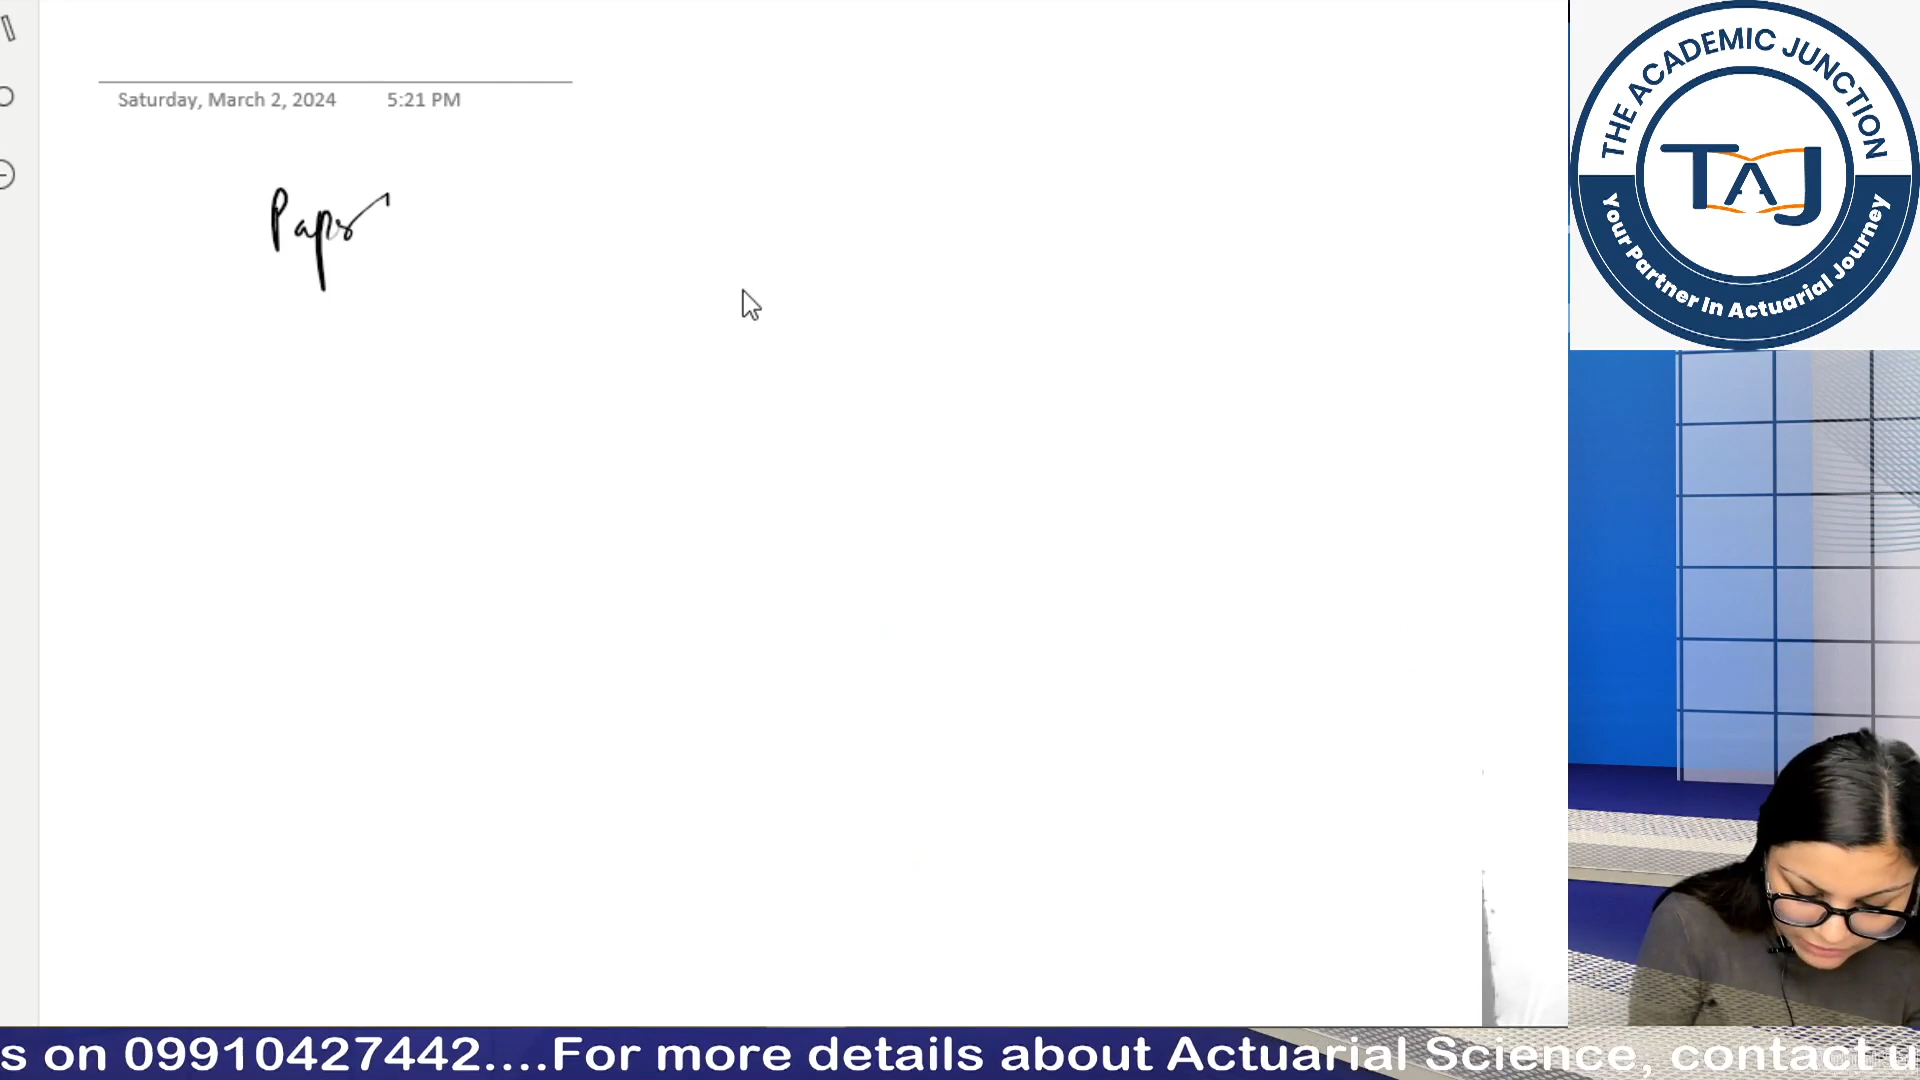 Saturday, March 2, 2024 5:21 PM
THE ACADEMIC JUNCTION
TAJ
Your Partner In Actuarial Journey
s on 09910427442....For more details about Actuarial Science, contact u